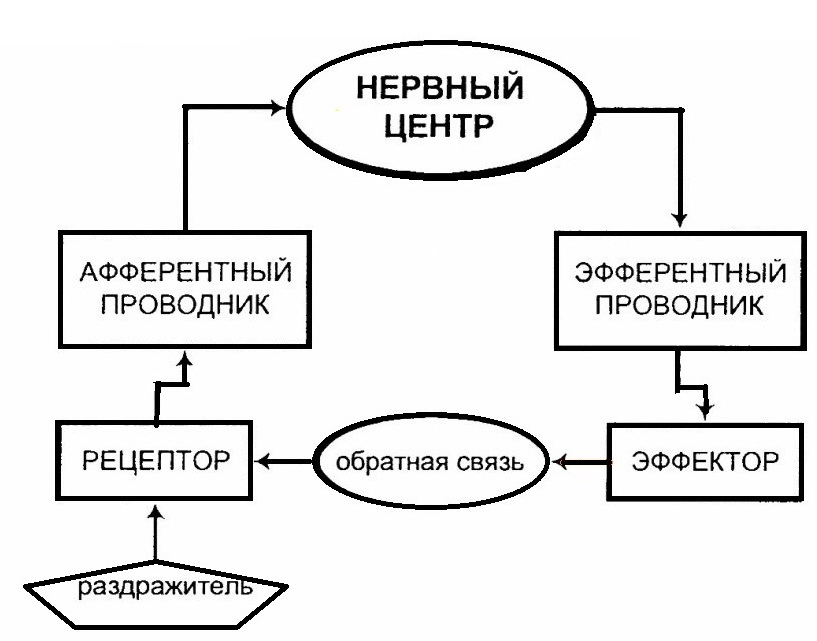 НЕРВНЫЙ
ЦЕНТР
АФФЕРЕНТНЫЙ
ПРОВОДНИК
ЭФФЕРЕНТНЫЙ
ПРОВОДНИК
РЕЦЕПТОР
обратная связь
ЭФФЕКТОР
раздражитель